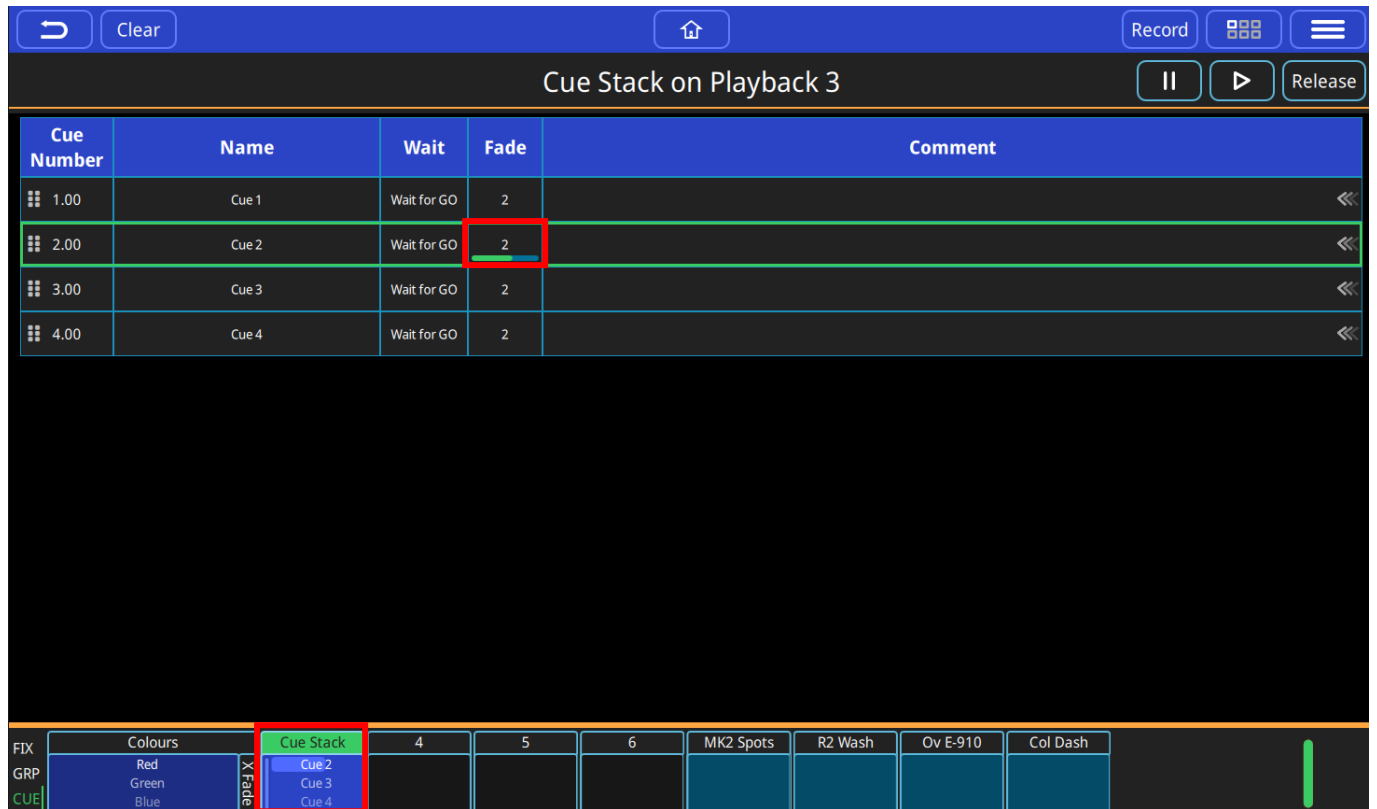 Clear
Record
Cue Stack on Playback 3
Release
Cue Number Name Wait Fade Comment
1.00 Cue 1 Wait for GO 2
2.00 Cue 2 Wait for GO 2
3.00 Cue 3 Wait for GO 2
4.00 Cue 4 Wait for GO 2
FIX
GRP
CUE
Colours
Red
Green
Blue
X Fade
Cue Stack
Cue 2
Cue 3
Cue 4
4
5
6
MK2 Spots
R2 Wash
Ov E-910
Col Dash